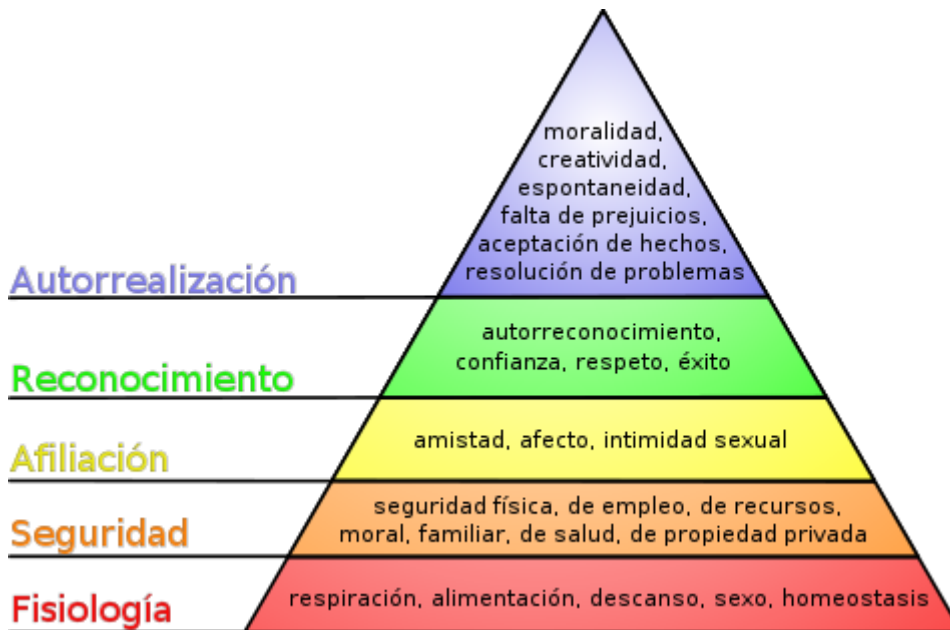 moralidad,
creatividad,
espontaneidad,
falta de prejuicios,
aceptación de hechos,
resolución de problemas
Autorrealización
autorreconocimiento,
confianza, respeto, éxito
Reconocimiento
amistad, afecto, intimidad sexual
Afiliación
seguridad física, de empleo, de recursos,
moral, familiar, de salud, de propiedad privada
Seguridad
respiración, alimentación, descanso, sexo, homeostasis
Fisiología